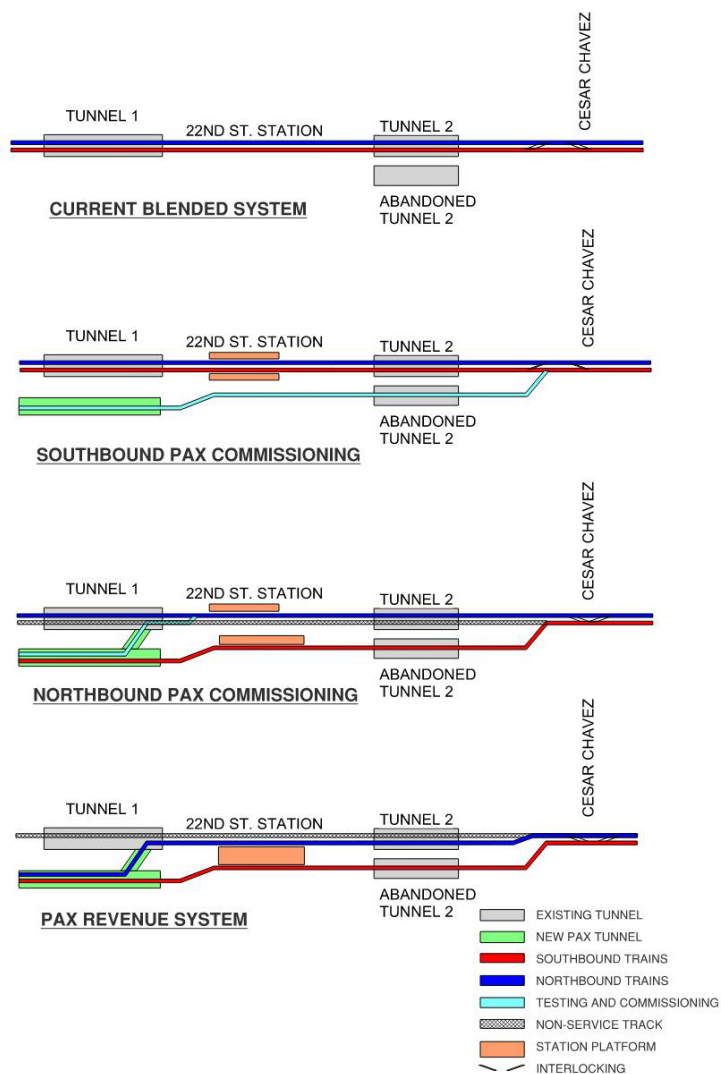 CESAR CHAVEZ
TUNNEL 1
22ND ST. STATION
TUNNEL 2
ABANDONED
TUNNEL 2
CURRENT BLENDED SYSTEM
CESAR CHAVEZ
TUNNEL 1
22ND ST. STATION
TUNNEL 2
ABANDONED
TUNNEL 2
SOUTHBOUND PAX COMMISSIONING
CESAR CHAVEZ
TUNNEL 1
22ND ST. STATION
TUNNEL 2
ABANDONED
TUNNEL 2
NORTHBOUND PAX COMMISSIONING
CESAR CHAVEZ
TUNNEL 1
22ND ST. STATION
TUNNEL 2
ABANDONED
TUNNEL 2
PAX REVENUE SYSTEM
EXISTING TUNNEL
NEW PAX TUNNEL
SOUTHBOUND TRAINS
NORTHBOUND TRAINS
TESTING AND COMMISSIONING
NON-SERVICE TRACK
STATION PLATFORM
INTERLOCKING